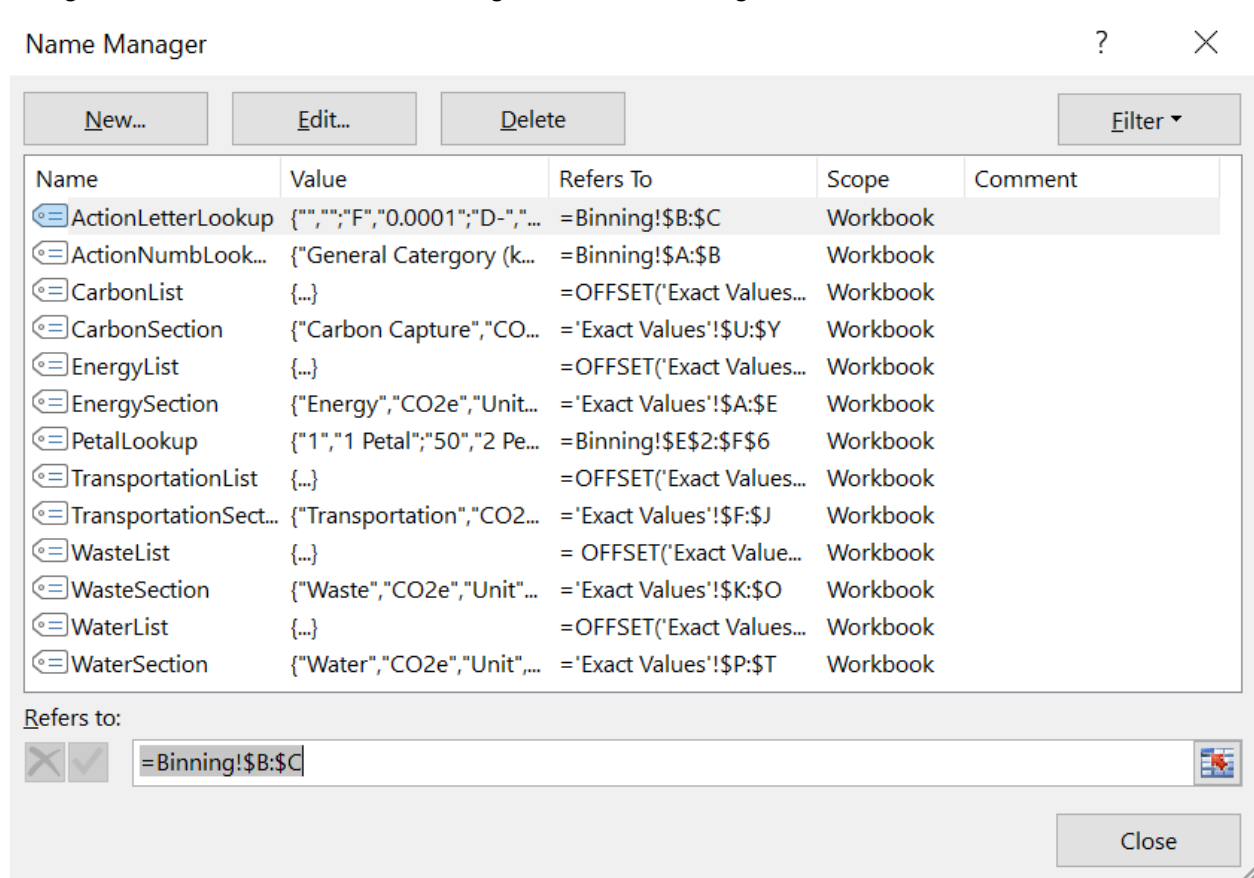 Name Manager ?
New... Edit... Delete Filter
Name Value Refers To Scope Comment
ActionLetterLookup {"","";"F","0.0001";"D-","... =Binning!$B:$C Workbook
ActionNumbLook... {"General Catergory (k... =Binning!$A:$B Workbook
CarbonList {...} =OFFSET('Exact Values... Workbook
CarbonSection {"Carbon Capture","CO... ='Exact Values'!$U:$Y Workbook
EnergyList {...} =OFFSET('Exact Values... Workbook
EnergySection {"Energy","CO2e","Unit... ='Exact Values'!$A:$E Workbook
PetalLookup {"1","1 Petal";"50","2 Pe... =Binning!$E$2:$F$6 Workbook
TransportationList {...} =OFFSET('Exact Values... Workbook
TransportationSect... {"Transportation","CO2... ='Exact Values'!$F:$J Workbook
WasteList {...} = OFFSET('Exact Value... Workbook
WasteSection {"Waste","CO2e","Unit"... ='Exact Values'!$K:$O Workbook
WaterList {...} =OFFSET('Exact Values... Workbook
WaterSection {"Water","CO2e","Unit",... ='Exact Values'!$P:$T Workbook
Refers to:
=Binning!$B:$C
Close